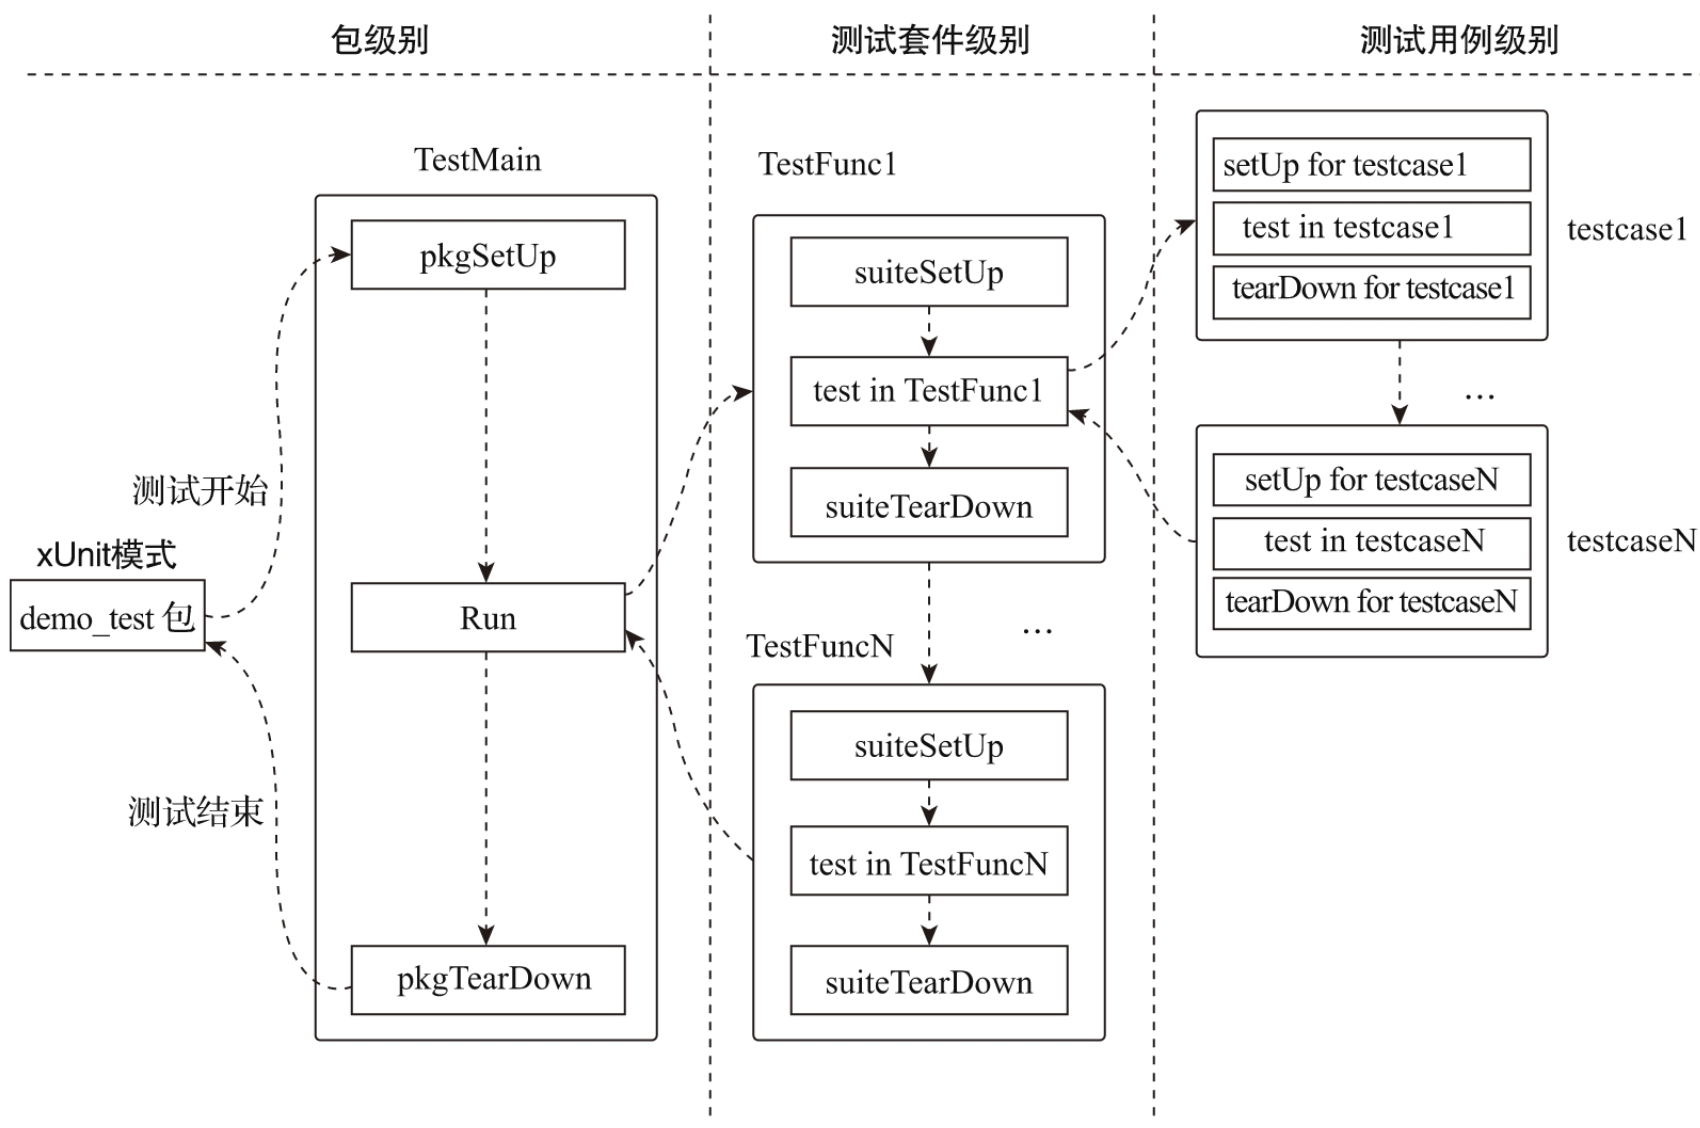 包级别
测试套件级别
测试用例级别
TestMain
pkgSetUp
Run
pkgTearDown
测试开始
xUnit模式
demo_test 包
测试结束
TestFunc1
suiteSetUp
test in TestFunc1
suiteTearDown
...
TestFuncN
suiteSetUp
test in TestFuncN
suiteTearDown
setUp for testcase1
test in testcase1
tearDown for testcase1
testcase1
...
setUp for testcaseN
test in testcaseN
tearDown for testcaseN
testcaseN